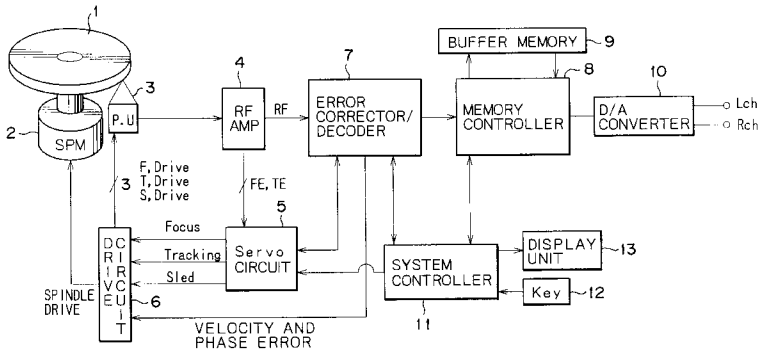 1
BUFFER MEMORY
9
7
8
3
4
10
P.U
RF
AMP
RF
ERROR
CORRECTOR/
DECODER
MEMORY
CONTROLLER
D/A
CONVERTER
Lch
Rch
2
SPM
3
F,Drive
T,Drive
S,Drive
FE, TE
5
Focus
Tracking
Sled
Servo
CIRCUIT
SYSTEM
CONTROLLER
DISPLAY
UNIT
13
DRIVE
CIRCUIT
6
SPINDLE
DRIVE
Key
12
11
VELOCITY AND
PHASE ERROR